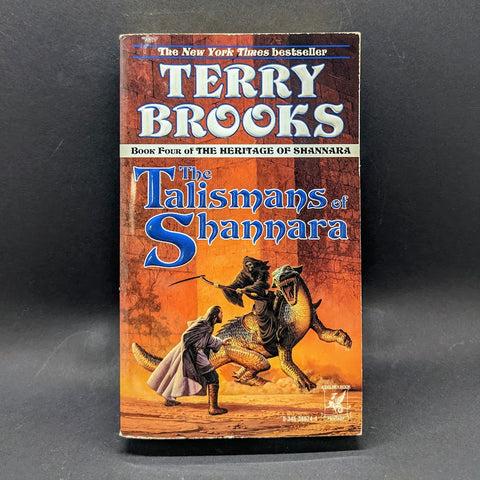 The New York Times bestseller
TERRY
BROOKS
BOOK FOUR OF THE HERITAGE OF SHANNARA
The
Talismans of
Shannara